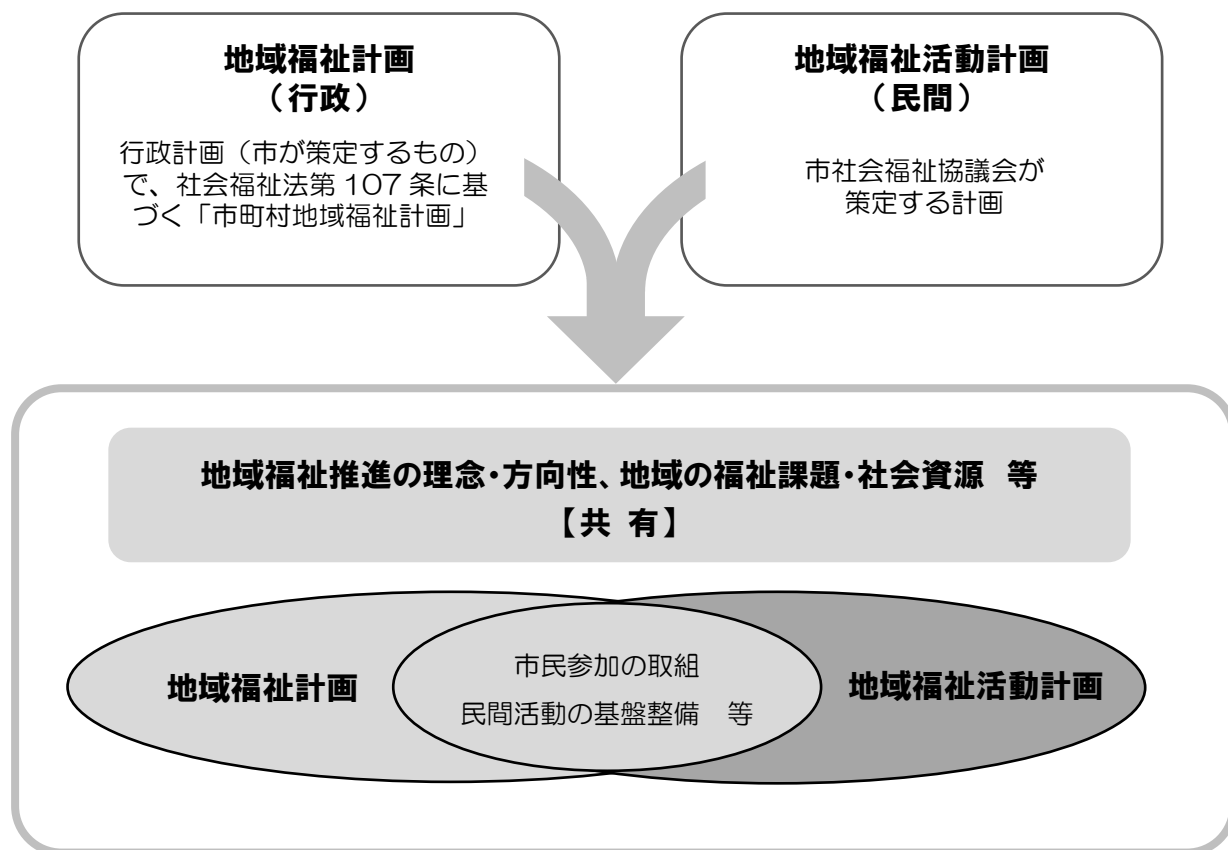 地域福祉計画
（行政）
行政計画（市が策定するもの）
で、社会福祉法第 107 条に基
づく「市町村地域福祉計画」
地域福祉活動計画
（民間）
市社会福祉協議会が
策定する計画
地域福祉推進の理念・方向性、地域の福祉課題・社会資源　等
【共 有】
地域福祉計画
市民参加の取組
民間活動の基盤整備　等
地域福祉活動計画